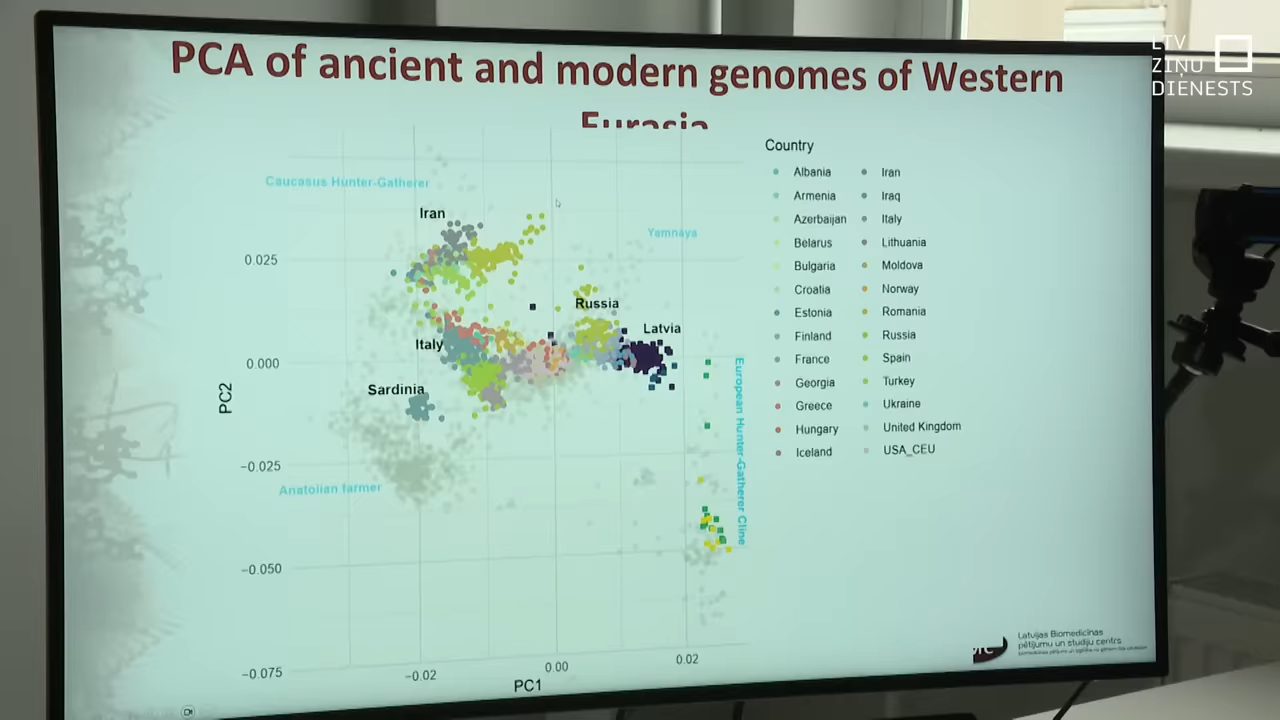 LTV
ZIŅU
DIENESTS
PCA of ancient and modern genomes of Western
Eurasia
Country
Albania
Armenia
Azerbaijan
Belarus
Bulgaria
Croatia
Estonia
Finland
France
Georgia
Greece
Hungary
Iceland
Iran
Iraq
Italy
Lithuania
Moldova
Norway
Romania
Russia
Spain
Turkey
Ukraine
United Kingdom
USA_CEU
Caucasus Hunter-Gatherer
Iran
Yamnaya
Russia
Latvia
Italy
Sardinia
Anatolian farmer
European Hunter-Gatherer Cline
PC2
0.025
0.000
−0.025
−0.050
−0.075
−0.02
0.00
0.02
PC1
Latvijas Biomedicīnas
pētījumu un studiju centrs